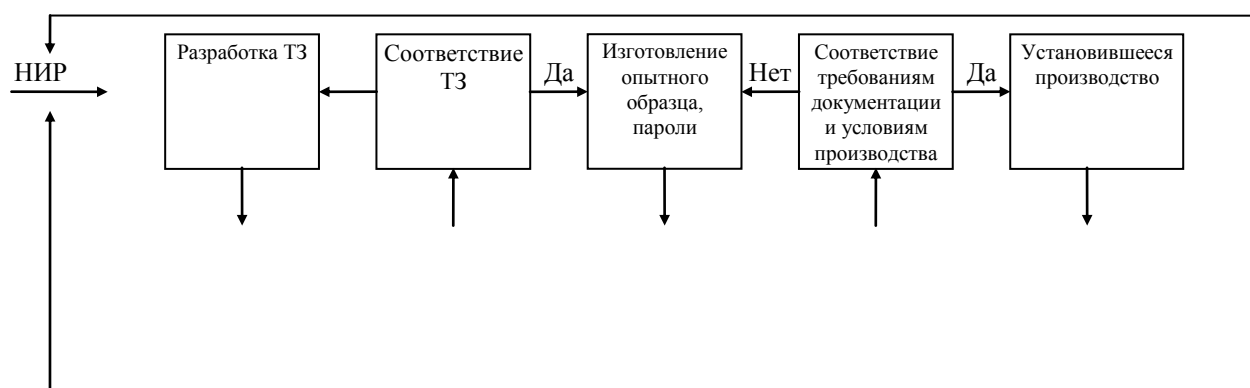 НИР
Разработка ТЗ
Соответствие
ТЗ
Да
Изготовление
опытного
образца,
пароли
Нет
Соответствие
требованиям
документации
и условиям
производства
Да
Установившееся
производство